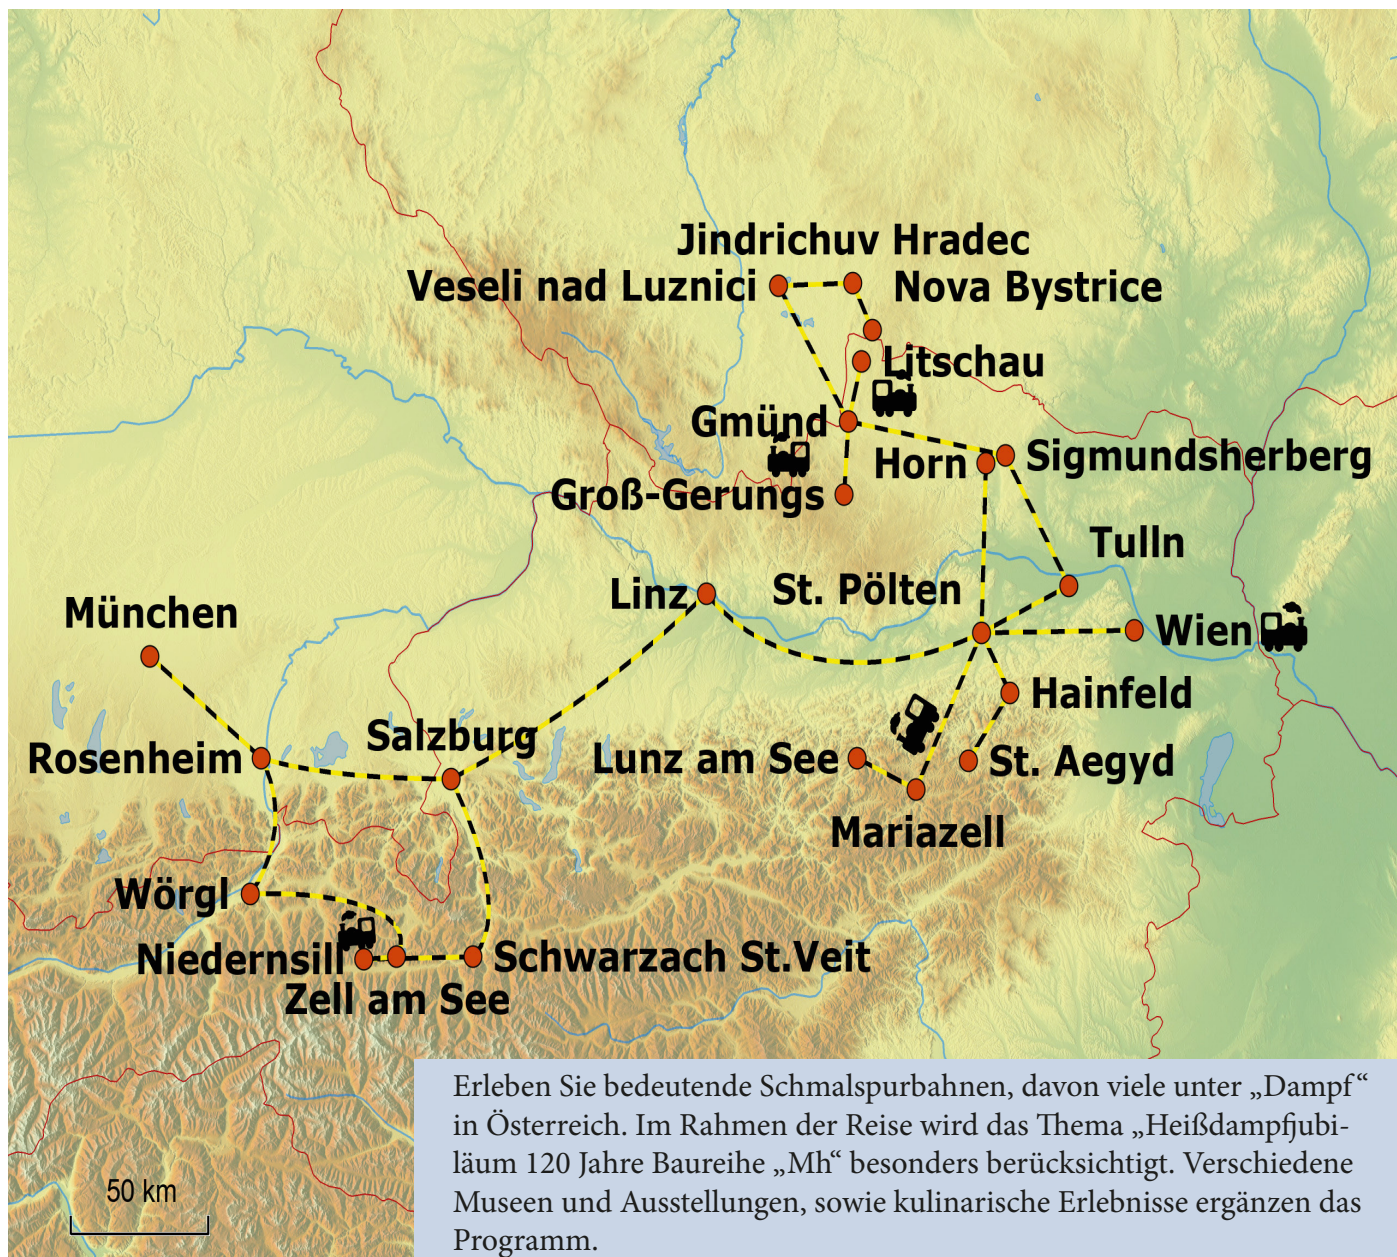 Jindrichuv Hradec
Veseli nad Luznici
Nova Bystrice
Litschau
Gmünd
Horn
Sigmundsherberg
Groß-Gerungs
Tulln
Linz
St. Pölten
München
Wien
Hainfeld
Salzburg
Rosenheim
Lunz am See
St. Aegyd
Mariazell
Wörgl
Niedernsill
Schwarzach St.Veit
Zell am See
50 km
Erleben Sie bedeutende Schmalspurbahnen, davon viele unter „Dampf“
in Österreich. Im Rahmen der Reise wird das Thema „Heißdampfjubi-
läum 120 Jahre Baureihe „Mh“ besonders berücksichtigt. Verschiedene
Museen und Ausstellungen, sowie kulinarische Erlebnisse ergänzen das
Programm.